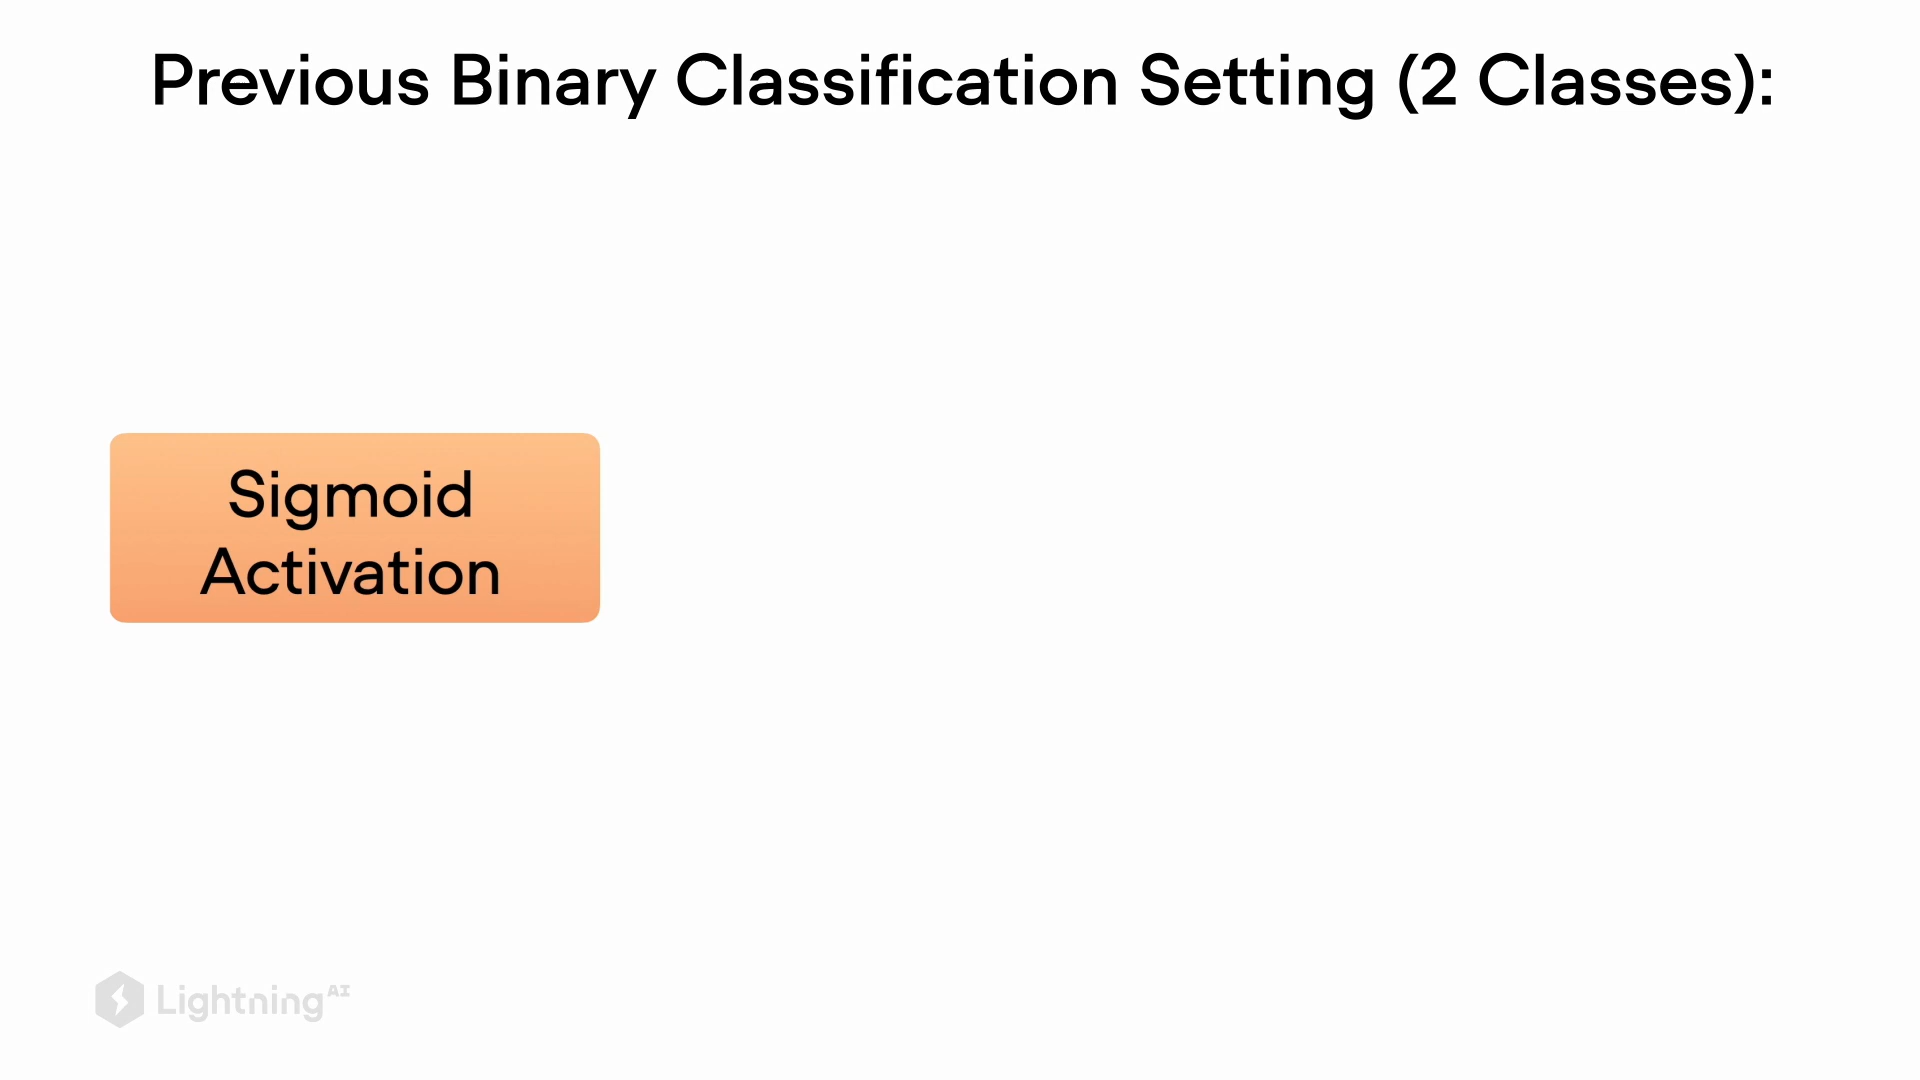 Previous Binary Classification Setting (2 Classes):
Sigmoid
Activation
Lightning AI